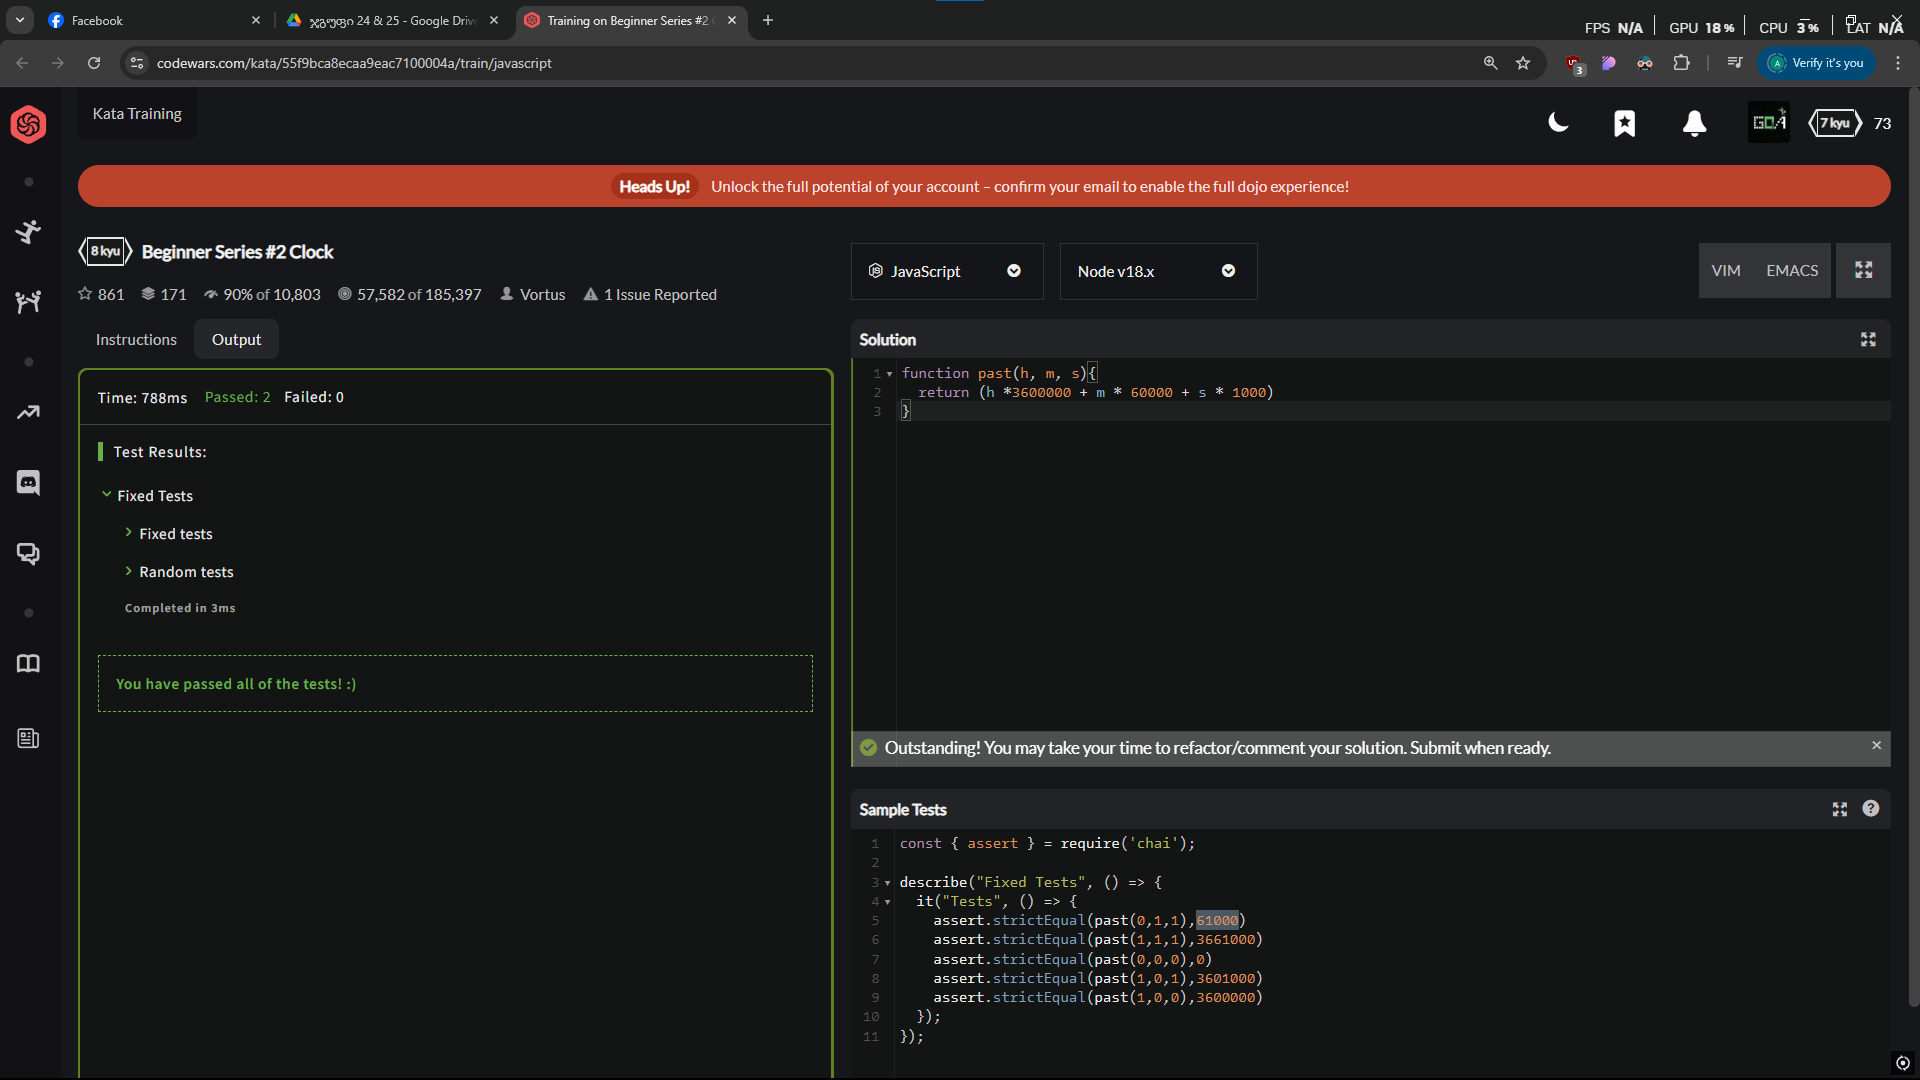 Facebook
ჯგუფი 24 & 25 - Google Drive
Training on Beginner Series #2
FPS N/A GPU 18% CPU 3% LAT N/A
codewars.com/kata/55f9bca8ecaa9eac7100004a/train/javascript
3
Verify it's you
Kata Training
GOA
7 kyu 73
Heads Up! Unlock the full potential of your account – confirm your email to enable the full dojo experience!
8 kyu Beginner Series #2 Clock
861 171 90% of 10,803 57,582 of 185,397 Vortus 1 Issue Reported
JavaScript
Node v18.x
VIM EMACS
Instructions Output
Time: 788ms Passed: 2 Failed: 0
Test Results:
Fixed Tests
Fixed tests
Random tests
Completed in 3ms
You have passed all of the tests! :)
Solution
1 function past(h, m, s){
2 return (h *3600000 + m * 60000 + s * 1000)
3 }
Outstanding! You may take your time to refactor/comment your solution. Submit when ready.
Sample Tests
1 const { assert } = require('chai');
2
3 describe("Fixed Tests", () => {
4 it("Tests", () => {
5 assert.strictEqual(past(0,1,1),61000)
6 assert.strictEqual(past(1,1,1),3661000)
7 assert.strictEqual(past(0,0,0),0)
8 assert.strictEqual(past(1,0,1),3601000)
9 assert.strictEqual(past(1,0,0),3600000)
10 });
11 });